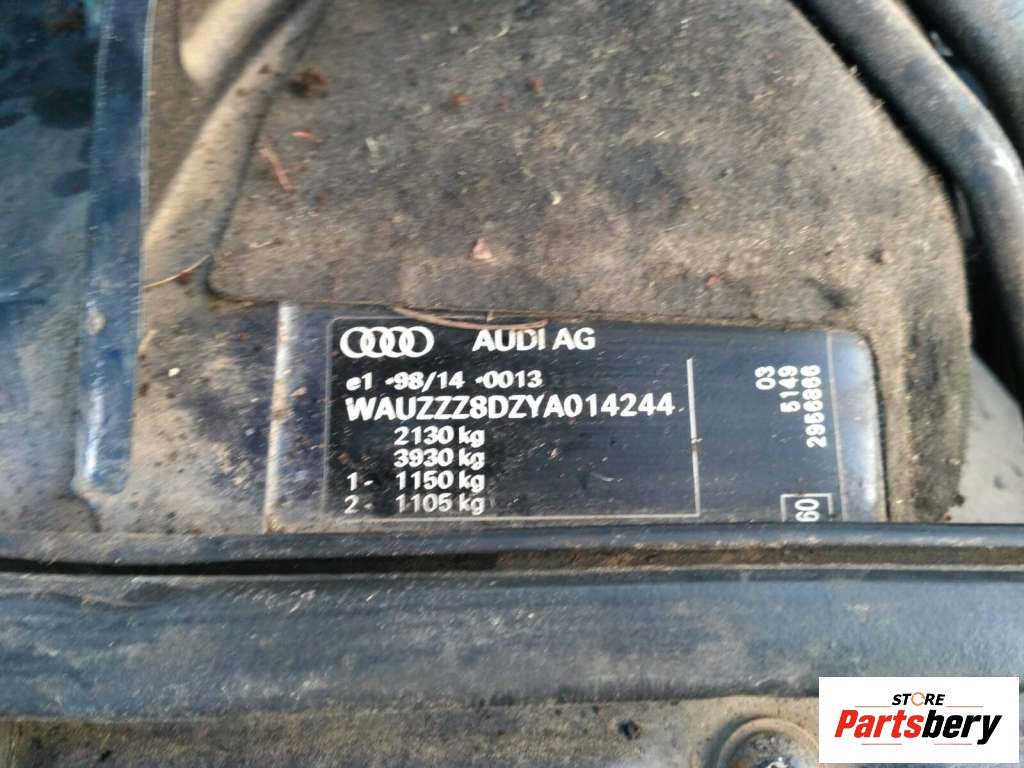 AUDI AG
e1 *98/14 *0013
WAUZZZ8DZYA014244
2130 kg
3930 kg
1 - 1150 kg
2 - 1105 kg
03
5149
2956866
60
STORE
Partsbery